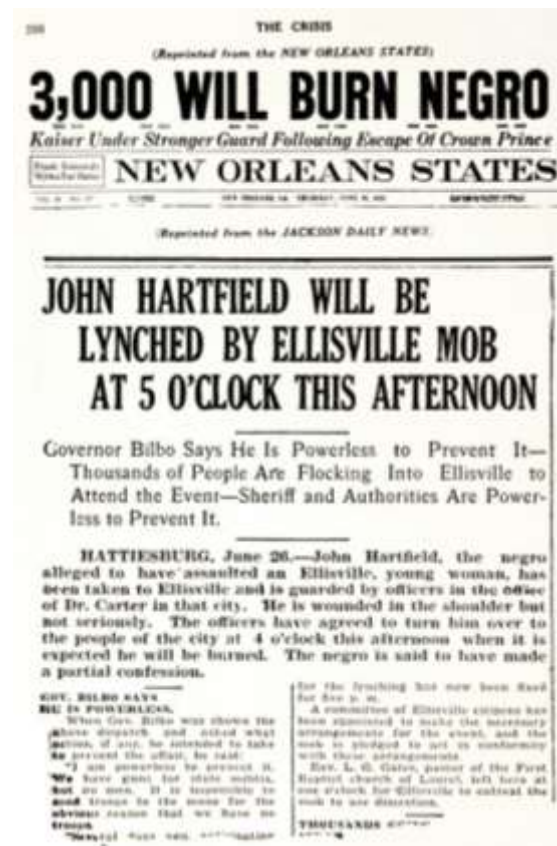 THE CRISIS
(Reprinted from the NEW ORLEANS STATES)
3,000 WILL BURN NEGRO
Kaiser Under Stronger Guard Following Escape Of Crown Prince
NEW ORLEANS STATES
(Reprinted from the JACKSON DAILY NEWS)
JOHN HARTFIELD WILL BE
LYNCHED BY ELLISVILLE MOB
AT 5 O'CLOCK THIS AFTERNOON
Governor Bilbo Says He Is Powerless to Prevent It—
Thousands of People Are Flocking Into Ellisville to
Attend the Event—Sheriff and Authorities Are Power-
less to Prevent It.
HATTIESBURG, June 26.—John Hartfield, the negro
alleged to have assaulted an Ellisville, young woman, has
been taken to Ellisville and is guarded by officers in the office
of Dr. Carter in that city. He is wounded in the shoulder but
not seriously. The officers have agreed to turn him over to
the people of the city at 4 o'clock this afternoon when it is
expected he will be burned. The negro is said to have made
a partial confession.
GOV. BILBO SAYS
HE IS POWERLESS.
When Gov. Bilbo was shown the
above dispatch and asked what
action, if any, he intended to take
to prevent the affair, he said:
"I am powerless to prevent it.
We have guns for state militia,
but no men. It is impossible to
send troops to the scene for the
obvious reason that we have no
troops.
"Several
for the lynching has now been fixed
for five p. m.
A committee of Ellisville citizens has
been appointed to make the necessary
arrangements for the event, and the
mob is pledged to act in conformity
with these arrangements.
Rev. L. G. Gates, pastor of the First
Baptist church of Laurel, left here at
one o'clock for Ellisville to entreat the
mob to use discretion.
THOUSANDS